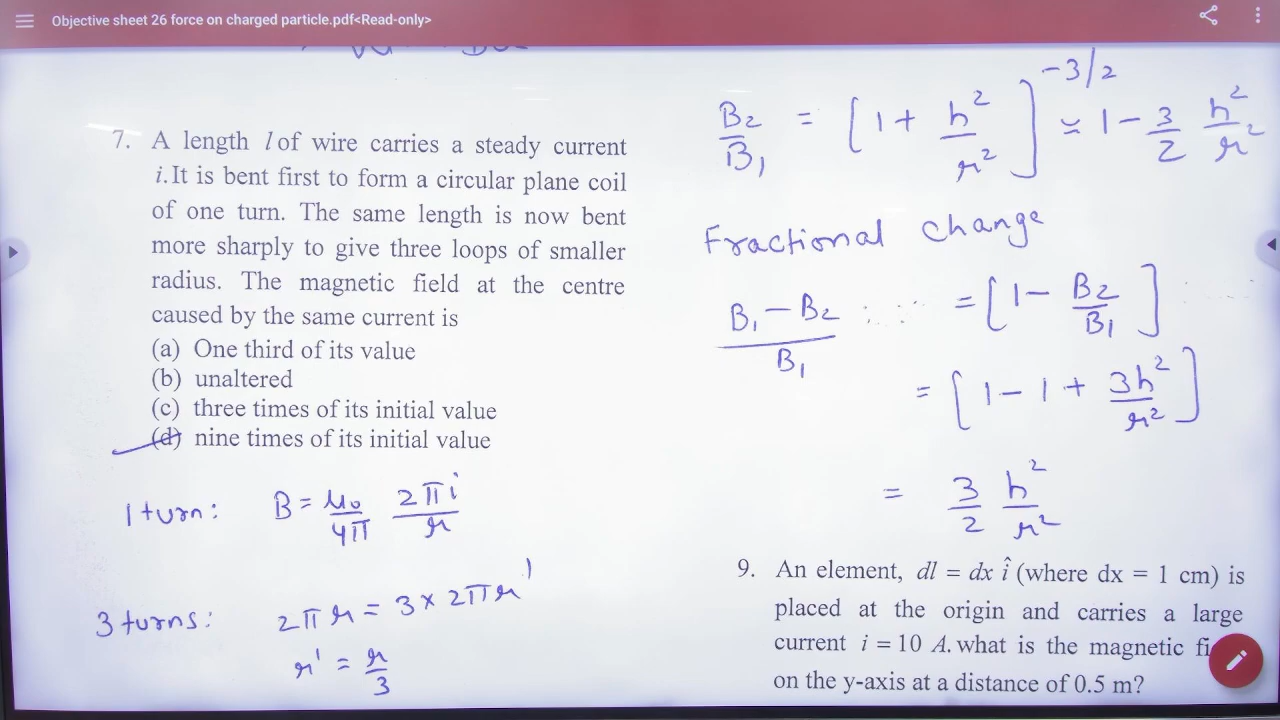 Objective sheet 26 force on charged particle.pdf<Read-only>
7. A length l of wire carries a steady current
i.It is bent first to form a circular plane coil
of one turn. The same length is now bent
more sharply to give three loops of smaller
radius. The magnetic field at the centre
caused by the same current is
(a) One third of its value
(b) unaltered
(c) three times of its initial value
(d) nine times of its initial value
1 turn: B = μ₀/4π 2πi/r
3 turns: 2πr = 3 × 2πr'
r' = r/3
B₂/B₁ = [1 + h²/r²]^-3/2 ≃ 1 - 3/2 h²/r²
Fractional change
B₁ - B₂/B₁ = [1 - B₂/B₁]
= [1 - 1 + 3h²/r²]
= 3/2 h²/r²
9. An element, dl = dx î (where dx = 1 cm) is
placed at the origin and carries a large
current i = 10 A. what is the magnetic
on the y-axis at a distance of 0.5 m?